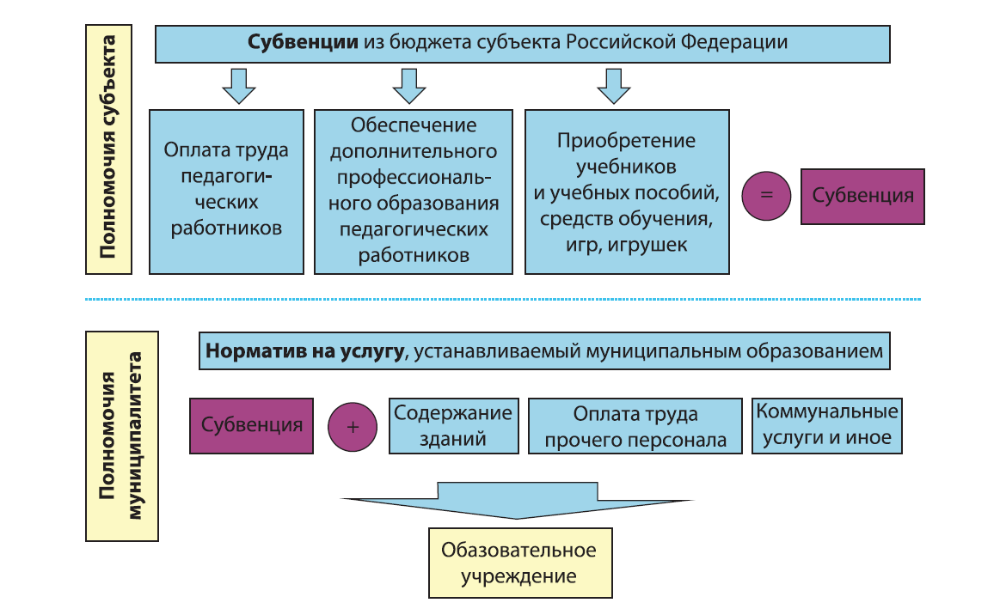 Полномочия субъекта
Субвенции из бюджета субъекта Российской Федерации
Оплата труда
педагоги-
ческих
работников
Обеспечение
дополнительного
профессиональ-
ного образования
педагогических
работников
Приобретение
учебников
и учебных пособий,
средств обучения,
игр, игрушек
=
Субвенция
Полномочия
муниципалитета
Норматив на услугу, устанавливаемый муниципальным образованием
Субвенция
+
Содержание
зданий
Оплата труда
прочего персонала
Коммунальные
услуги и иное
Обазовательное
учреждение